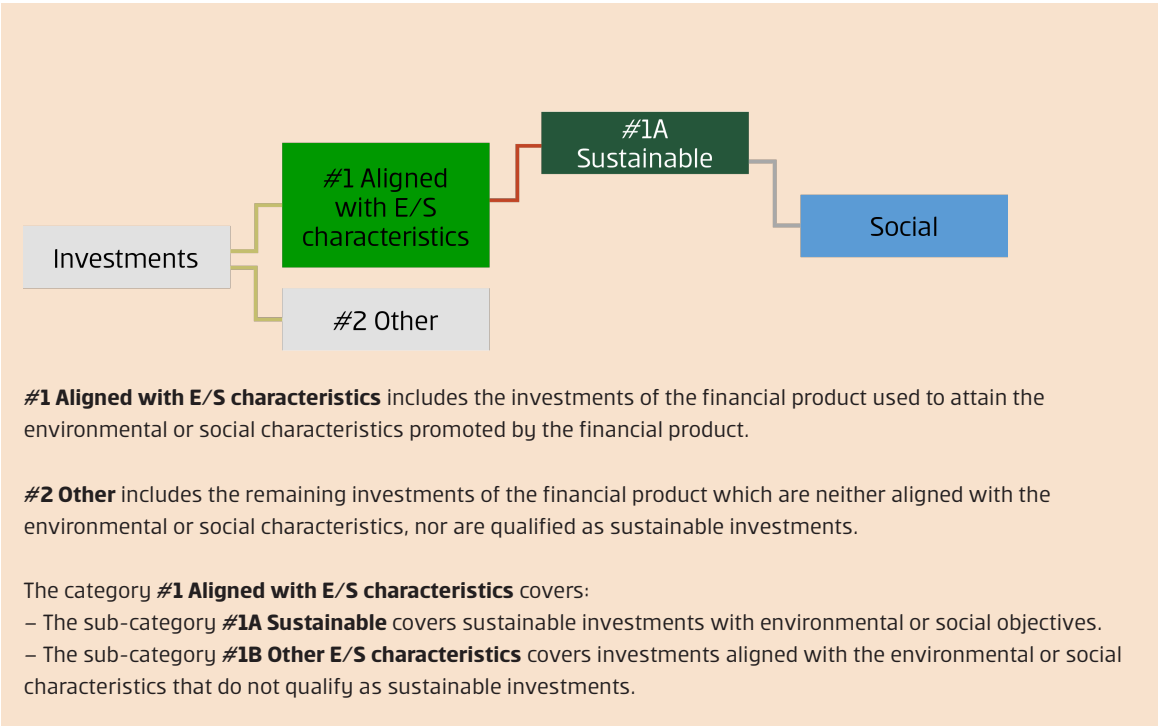 #1A
Sustainable
#1 Aligned
with E/S
characteristics
Social
Investments
#2 Other
#1 Aligned with E/S characteristics includes the investments of the financial product used to attain the
environmental or social characteristics promoted by the financial product.
#2 Other includes the remaining investments of the financial product which are neither aligned with the
environmental or social characteristics, nor are qualified as sustainable investments.
The category #1 Aligned with E/S characteristics covers:
– The sub-category #1A Sustainable covers sustainable investments with environmental or social objectives.
– The sub-category #1B Other E/S characteristics covers investments aligned with the environmental or social
characteristics that do not qualify as sustainable investments.